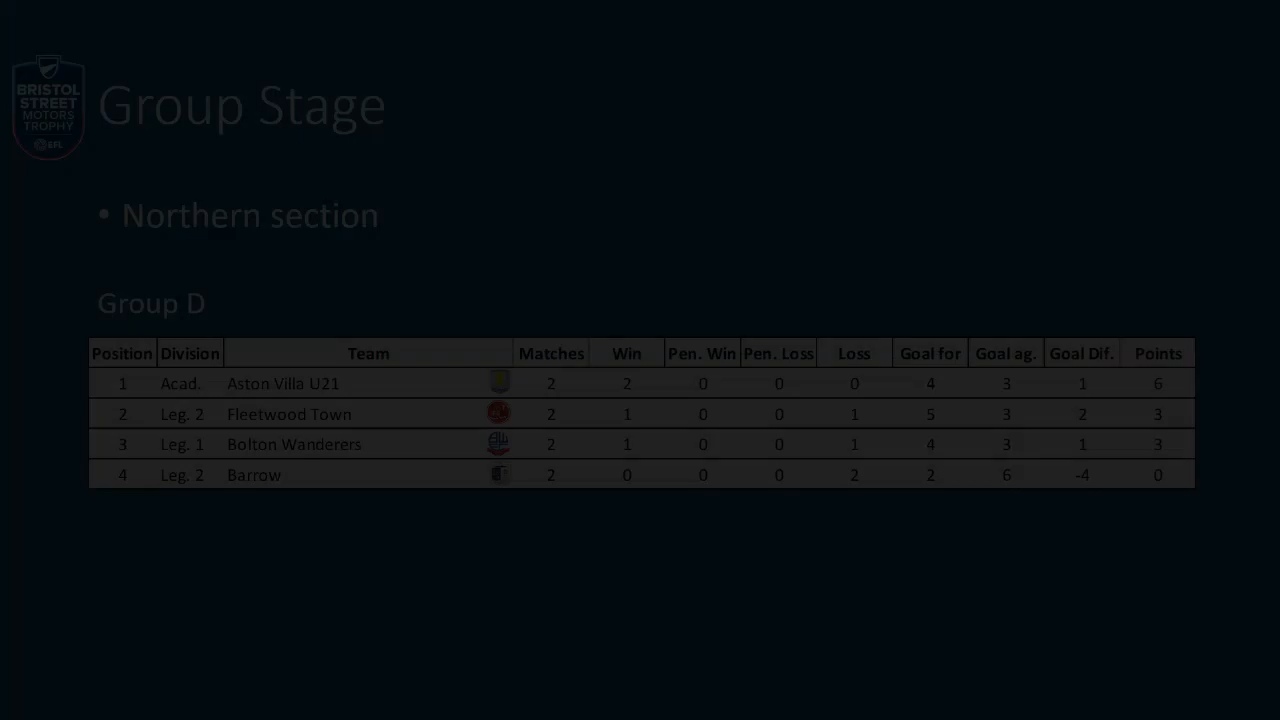 BRISTOL
STREET
MOTORS
TROPHY
EFL
Group Stage
• Northern section
Group D
Position Division Team Matches Win Pen. Win Pen. Loss Loss Goal for Goal ag. Goal Dif. Points
1 Acad. Aston Villa U21 2 2 0 0 0 4 3 1 6
2 Leg. 2 Fleetwood Town 2 1 0 0 1 5 3 2 3
3 Leg. 1 Bolton Wanderers 2 1 0 0 1 4 3 1 3
4 Leg. 2 Barrow 2 0 0 0 2 2 6 -4 0